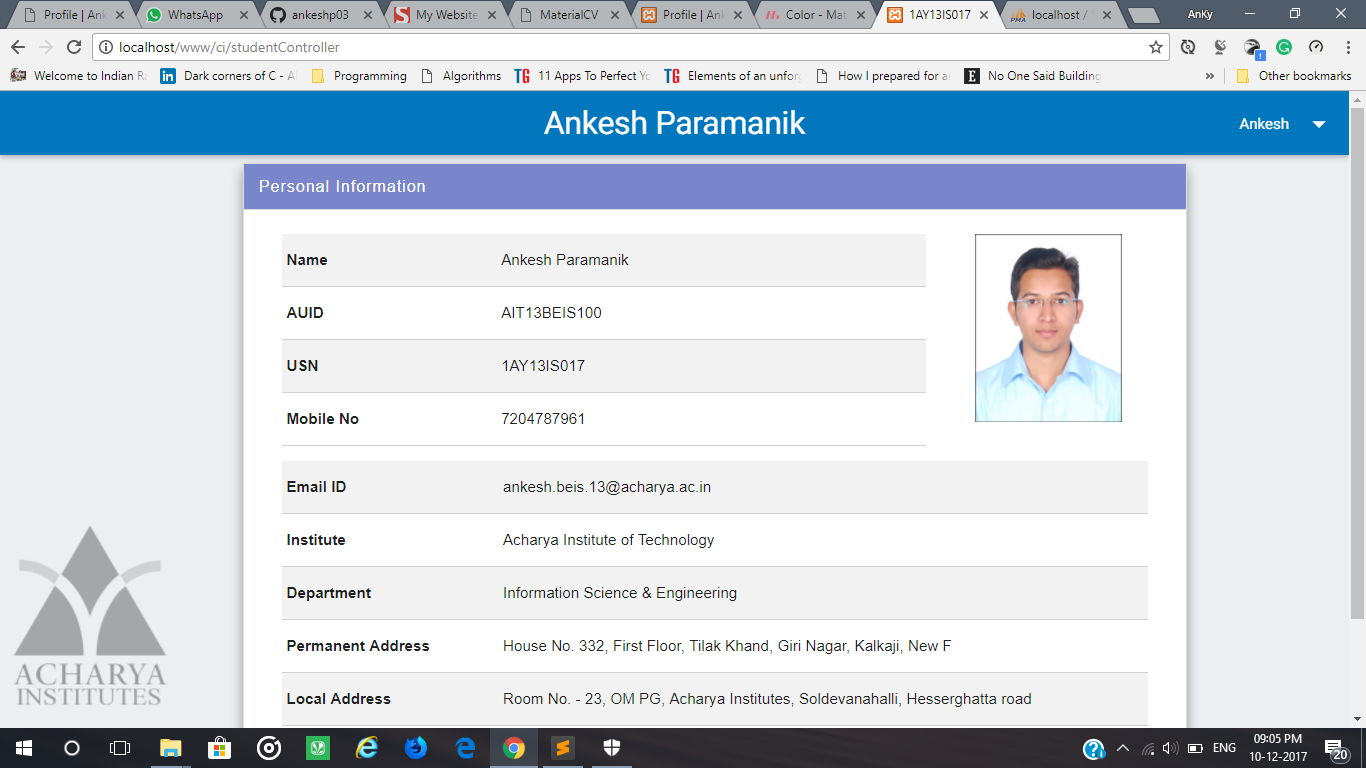 Profile | Ank
WhatsApp
ankeshp03
My Website
MaterialCV
Profile | Ank
Color - Mat
1AY13IS017
localhost /
AnKy
localhost/www/ci/studentController
Welcome to Indian Ra
Dark corners of C - A
Programming
Algorithms
TG 11 Apps To Perfect Yo
TG Elements of an unforg
How I prepared for a
E No One Said Building
» Other bookmarks
Ankesh Paramanik
Ankesh
Personal Information
Name Ankesh Paramanik
AUID AIT13BEIS100
USN 1AY13IS017
Mobile No 7204787961
Email ID ankesh.beis.13@acharya.ac.in
Institute Acharya Institute of Technology
Department Information Science & Engineering
Permanent Address House No. 332, First Floor, Tilak Khand, Giri Nagar, Kalkaji, New F
Local Address Room No. - 23, OM PG, Acharya Institutes, Soldevanahalli, Hesserghatta road
ACHARYA
INSTITUTES
ENG
09:05 PM
10-12-2017
20